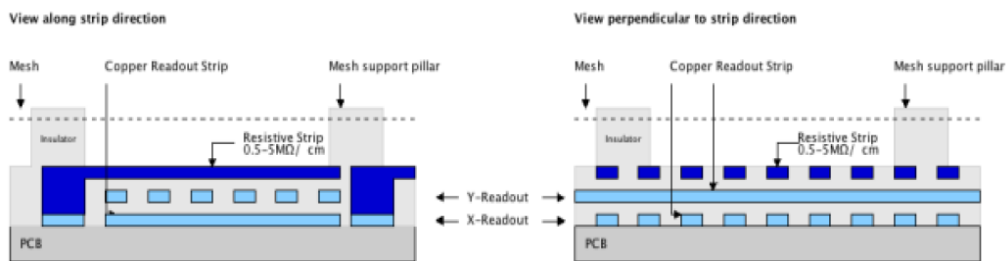 View along strip direction
View perpendicular to strip direction
Mesh
Copper Readout Strip
Mesh support pillar
Mesh
Copper Readout Strip
Mesh support pillar
Insulator
Resistive Strip
0.5-5MΩ/ cm
Insulator
Resistive Strip
0.5-5MΩ/ cm
Y-Readout
X-Readout
PCB
PCB